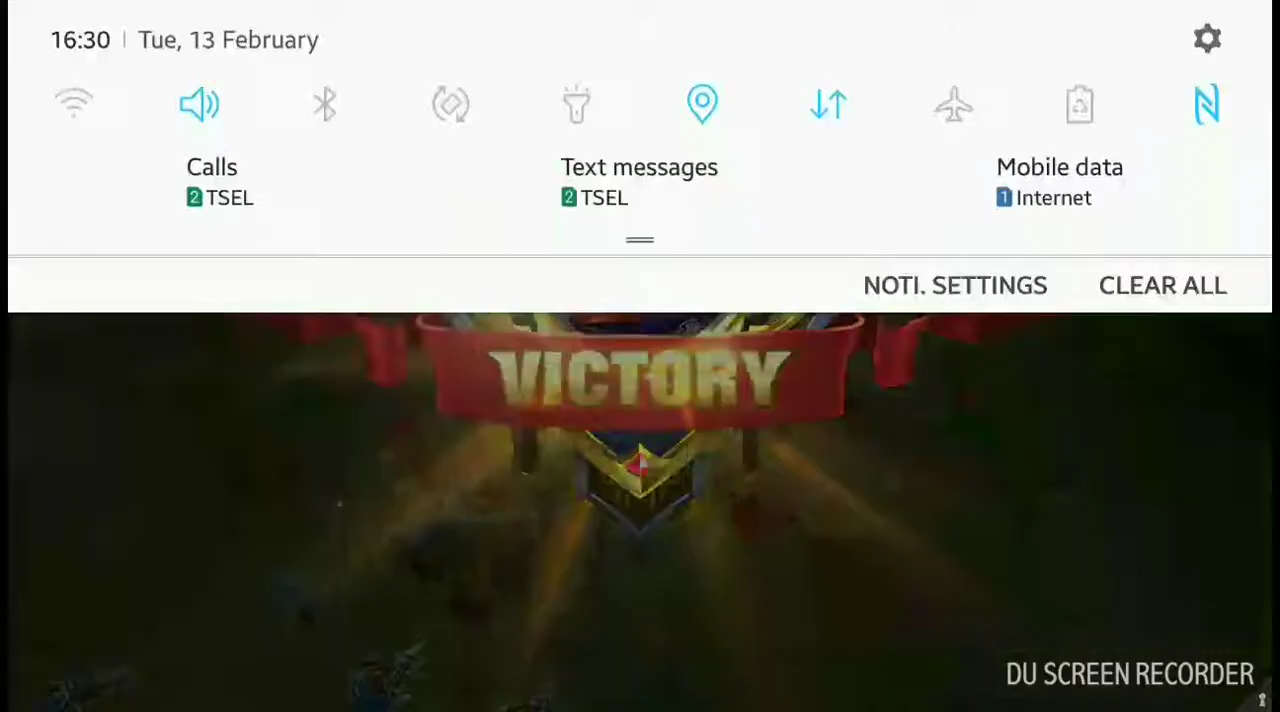 16:30 | Tue, 13 February
Calls
2 TSEL
Text messages
2 TSEL
Mobile data
1 Internet
NOTI. SETTINGS
CLEAR ALL
VICTORY
DU SCREEN RECORDER